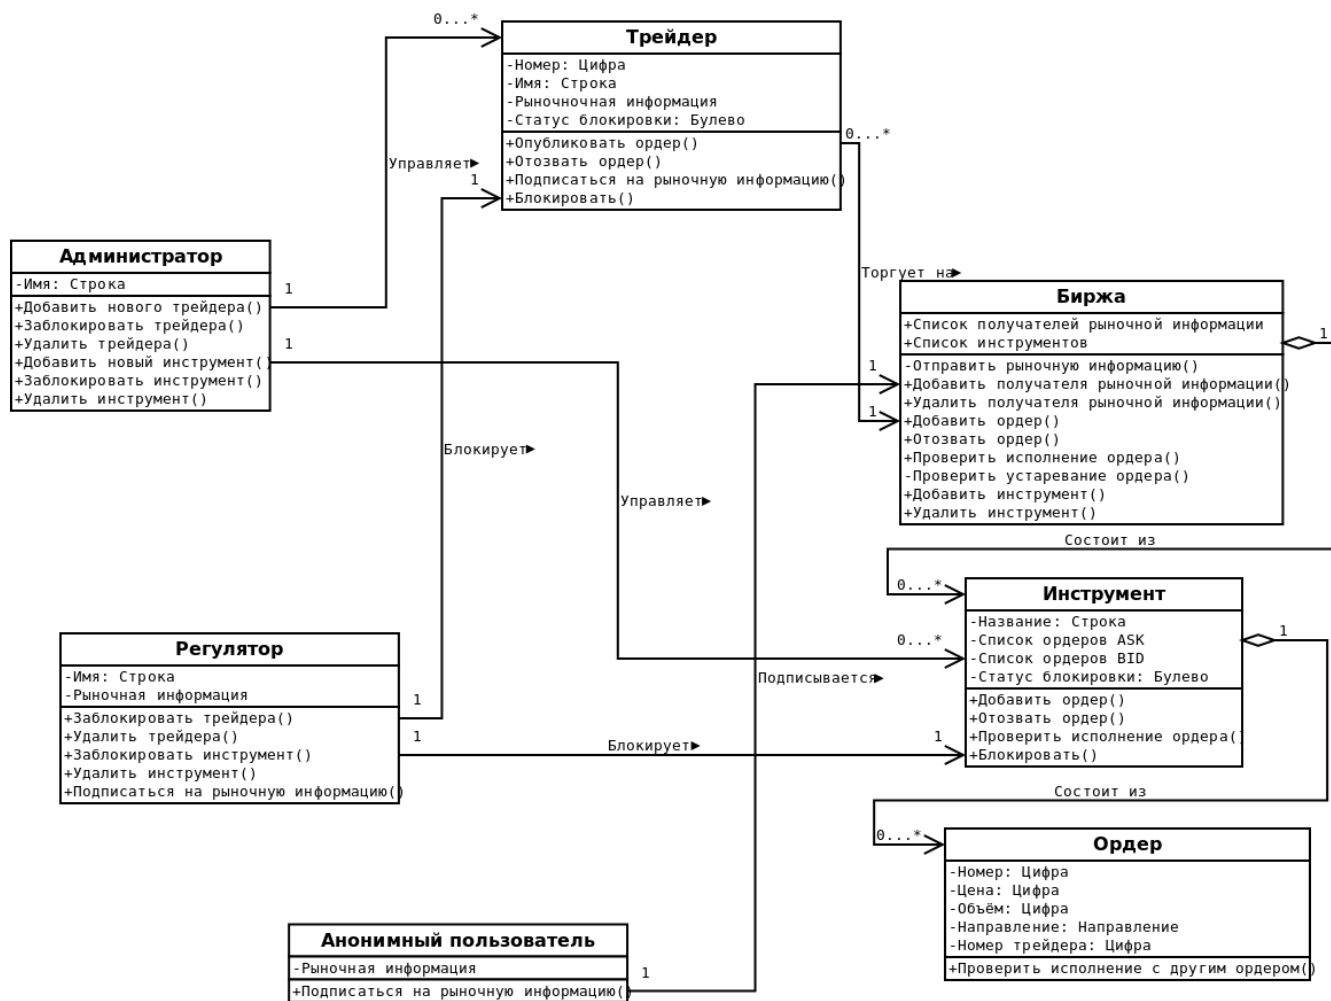 0...*
Трейдер
-Номер: Цифра
-Имя: Строка
-Рыночночная информация
-Статус блокировки: Булево
+Опубликовать ордер()
+Отозвать ордер()
+Подписаться на рыночную информацию()
+Блокировать()
0...*
Управляет▶
1
Администратор
-Имя: Строка
+Добавить нового трейдера()
+Заблокировать трейдера()
+Удалить трейдера()
+Добавить новый инструмент()
+Заблокировать инструмент()
+Удалить инструмент()
1
1
Торгует на▶
Биржа
+Список получателей рыночной информации
+Список инструментов
-Отправить рыночную информацию()
+Добавить получателя рыночной информации()
+Удалить получателя рыночной информации()
+Добавить ордер()
+Отозвать ордер()
+Проверить исполнение ордера()
-Проверить устаревание ордера()
+Добавить инструмент()
+Удалить инструмент()
1
1
1
Блокирует▶
Управляет▶
Состоит из
0...*
Инструмент
-Название: Строка
-Список ордеров ASK
-Список ордеров BID
-Статус блокировки: Булево
+Добавить ордер()
+Отозвать ордер()
+Проверить исполнение ордера()
+Блокировать()
1
0...*
Подписывается▶
Регулятор
-Имя: Строка
-Рыночная информация
+Заблокировать трейдера()
+Удалить трейдера()
+Заблокировать инструмент()
+Удалить инструмент()
+Подписаться на рыночную информацию()
1
1
Блокирует▶
1
Состоит из
0...*
Ордер
-Номер: Цифра
-Цена: Цифра
-Объём: Цифра
-Направление: Направление
-Номер трейдера: Цифра
+Проверить исполнение с другим ордером()
Анонимный пользователь
-Рыночная информация
+Подписаться на рыночную информацию()
1